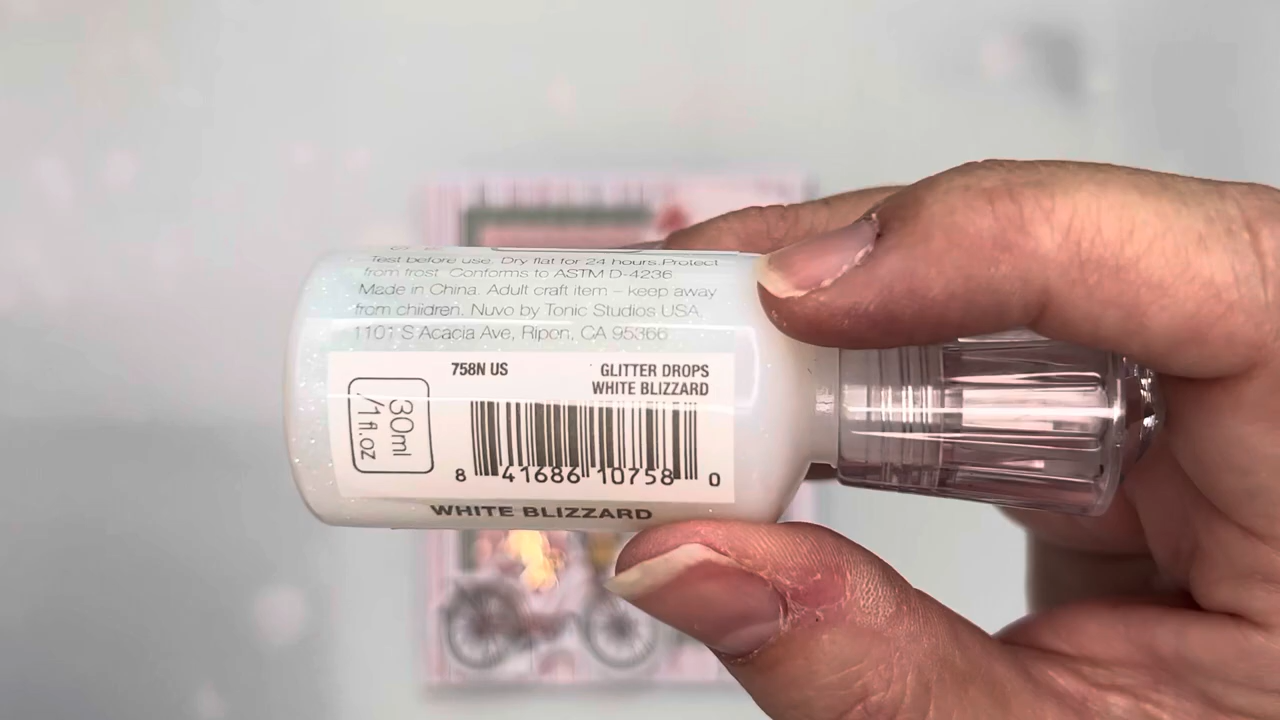 Test before use. Dry flat for 24 hours.Protect
from frost Conforms to ASTM D-4236
Made in China. Adult craft item – keep away
from children. Nuvo by Tonic Studios USA,
1101 S Acacia Ave, Ripon, CA 95366
758N US
GLITTER DROPS
WHITE BLIZZARD
30ml
/1fl.oz
8 41686 10758 0
WHITE BLIZZARD